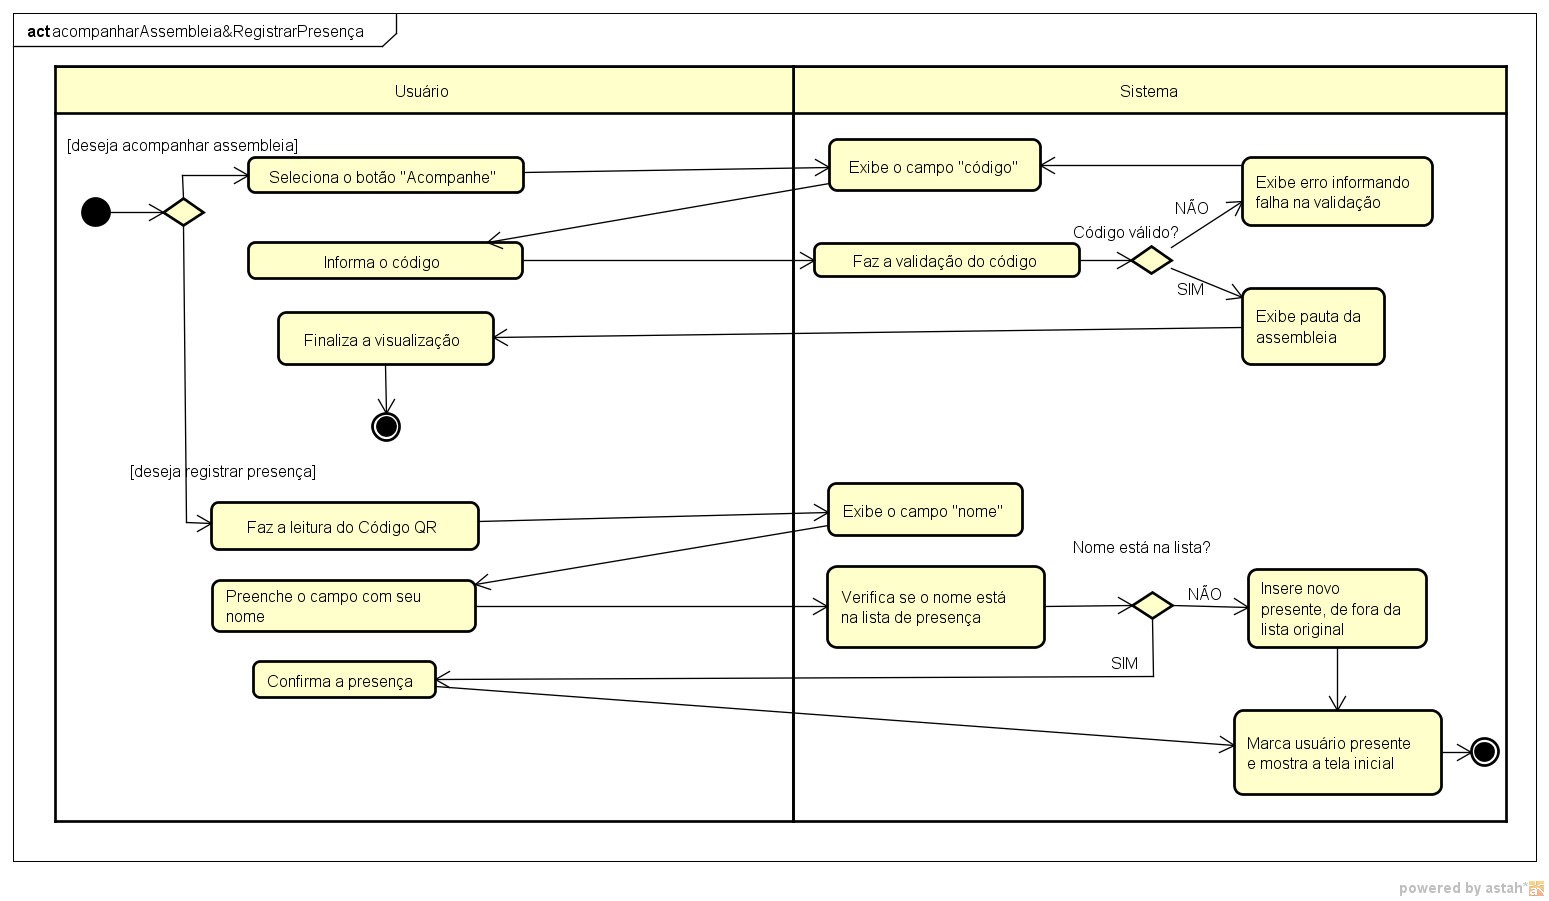 act acompanharAssembleia&RegistrarPresença
Usuário
Sistema
[deseja acompanhar assembleia]
Seleciona o botão "Acompanhe"
Exibe o campo "código"
Exibe erro informando
falha na validação
NÃO
Código válido?
Informa o código
Faz a validação do código
SIM
Exibe pauta da
assembleia
Finaliza a visualização
[deseja registrar presença]
Faz a leitura do Código QR
Exibe o campo "nome"
Nome está na lista?
Preenche o campo com seu
nome
Verifica se o nome está
na lista de presença
NÃO
Insere novo
presente, de fora da
lista original
SIM
Confirma a presença
Marca usuário presente
e mostra a tela inicial
powered by astah*